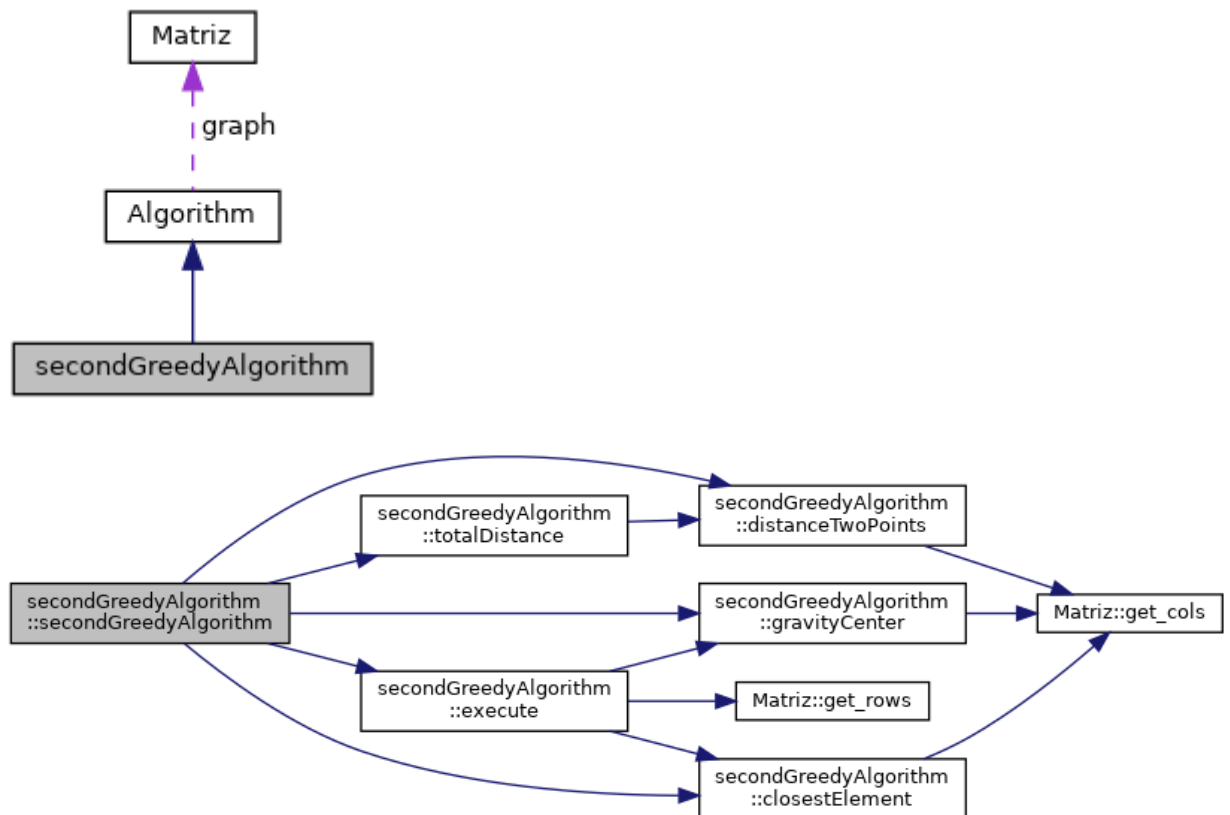 Matriz
graph
Algorithm
secondGreedyAlgorithm
secondGreedyAlgorithm
::distanceTwoPoints
secondGreedyAlgorithm
::totalDistance
secondGreedyAlgorithm
::secondGreedyAlgorithm
secondGreedyAlgorithm
::gravityCenter
Matriz::get_cols
secondGreedyAlgorithm
::execute
Matriz::get_rows
secondGreedyAlgorithm
::closestElement